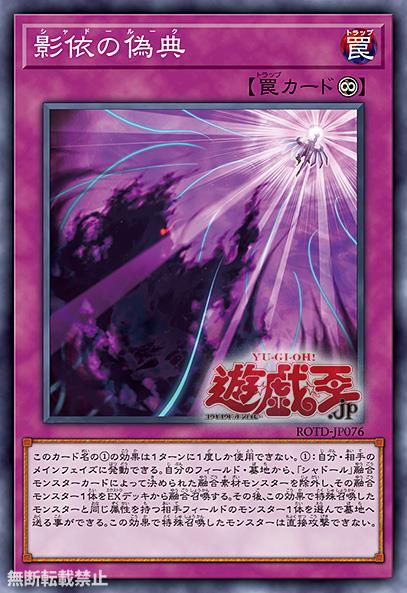 シャドールーク
影依の偽典
トラップ
罠
【罠カード】
YU-GI-OH!
遊戯王
.jp
ROTD-JP076
このカード名の①の効果は1ターンに1度しか使用できない。①:自分・相手の
メインフェイズに発動できる。自分のフィールド・墓地から、「シャドール」融合
モンスターカードによって決められた融合素材モンスターを除外し、その融合
モンスター1体をEXデッキから融合召喚する。その後、この効果で特殊召喚した
モンスターと同じ属性を持つ相手フィールドのモンスター1体を選んで墓地へ
送る事ができる。この効果で特殊召喚したモンスターは直接攻撃できない。
無断転載禁止